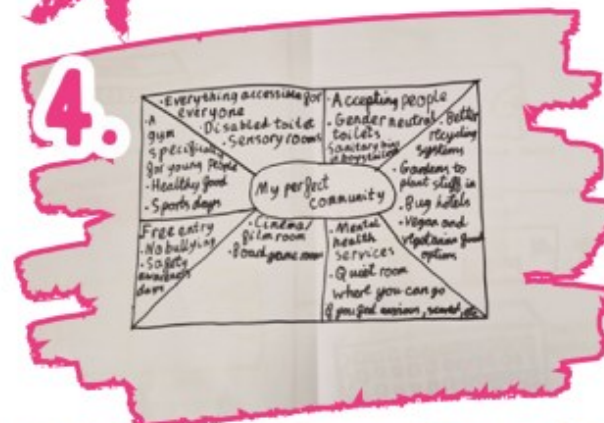 4.
• Everything accessible for
everyone
• Disabled toilet
• Sensory rooms
• A
gym
specifically
for young people
• Healthy food
• Sports days
• Accepting people
• Gender neutral
toilets
Sanitary bins
in boys toilets
• Better
recycling
systems
• Gardens to
plant stuff in
• Bug hotels
• Vegan and
vegetarian food
options
My perfect
community
Free entry
• No bullying
• Safety
awareness
days
• Cinema/
film room
• Board game room
• Mental
health
services
• Quiet room
where you can go
if you feel anxious, scared, etc